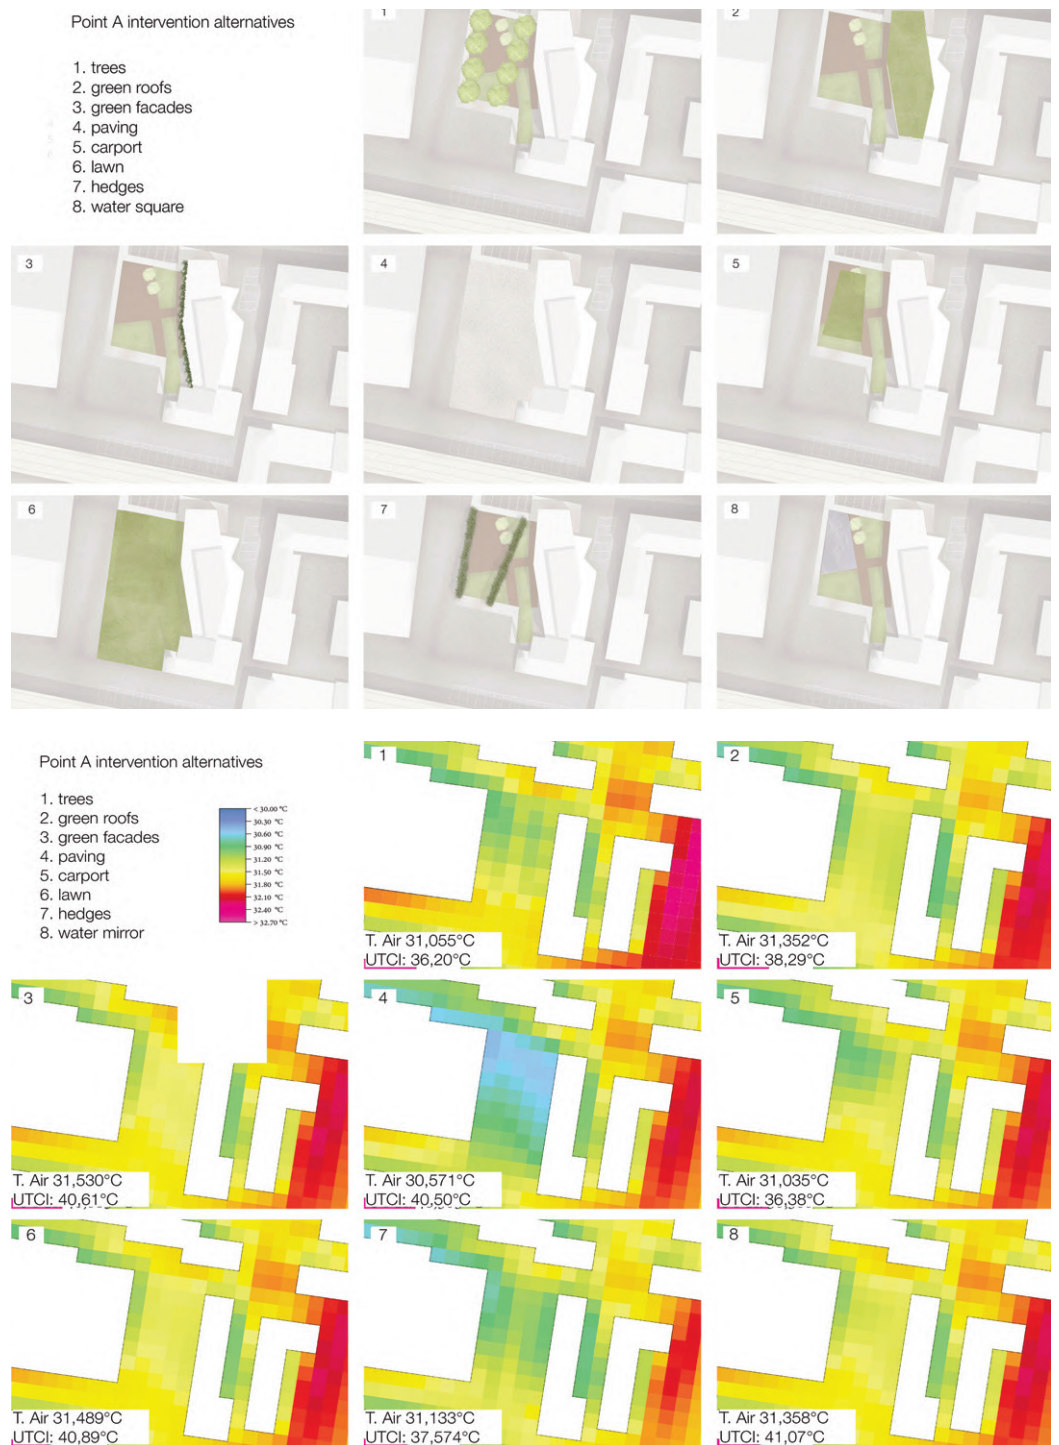 Point A intervention alternatives
1. trees
2. green roofs
3. green facades
4. paving
5. carport
6. lawn
7. hedges
8. water square
1
2
3
4
5
6
7
8
Point A intervention alternatives
1. trees
2. green roofs
3. green facades
4. paving
5. carport
6. lawn
7. hedges
8. water mirror
< 30.00 °C
30.30 °C
30.60 °C
30.90 °C
31.20 °C
31.50 °C
31.80 °C
32.10 °C
32.40 °C
> 32.70 °C
1
T. Air 31,055°C
UTCI: 36,20°C
2
T. Air 31,352°C
UTCI: 38,29°C
3
T. Air 31,530°C
UTCI: 40,61°C
4
T. Air 30,571°C
UTCI: 40,50°C
5
T. Air 31,035°C
UTCI: 36,38°C
6
T. Air 31,489°C
UTCI: 40,89°C
7
T. Air 31,133°C
UTCI: 37,574°C
8
T. Air 31,358°C
UTCI: 41,07°C